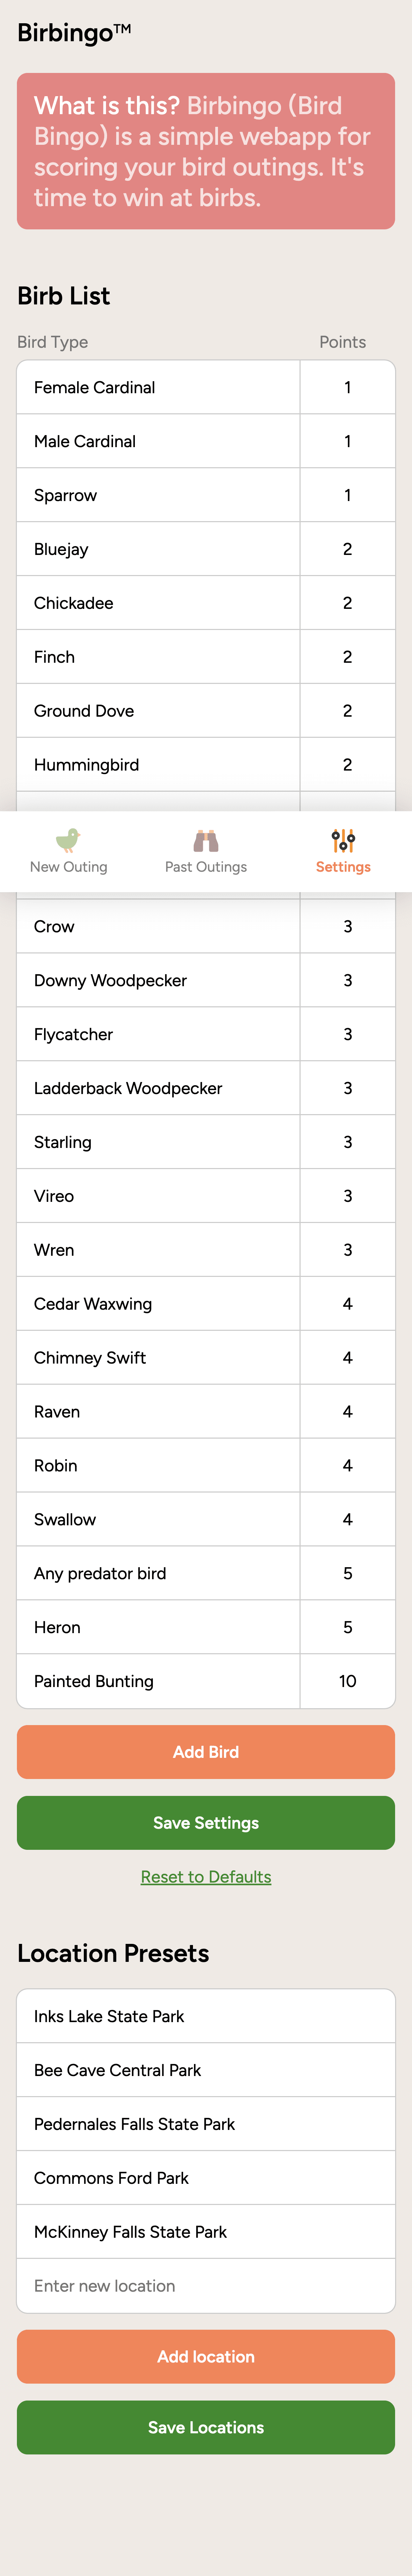 Birbingo™
What is this? Birbingo (Bird
Bingo) is a simple webapp for
scoring your bird outings. It's
time to win at birbs.
Birb List
Bird Type Points
Female Cardinal 1
Male Cardinal 1
Sparrow 1
Bluejay 2
Chickadee 2
Finch 2
Ground Dove 2
Hummingbird 2
New Outing Past Outings Settings
Crow 3
Downy Woodpecker 3
Flycatcher 3
Ladderback Woodpecker 3
Starling 3
Vireo 3
Wren 3
Cedar Waxwing 4
Chimney Swift 4
Raven 4
Robin 4
Swallow 4
Any predator bird 5
Heron 5
Painted Bunting 10
Add Bird
Save Settings
Reset to Defaults
Location Presets
Inks Lake State Park
Bee Cave Central Park
Pedernales Falls State Park
Commons Ford Park
McKinney Falls State Park
Enter new location
Add location
Save Locations